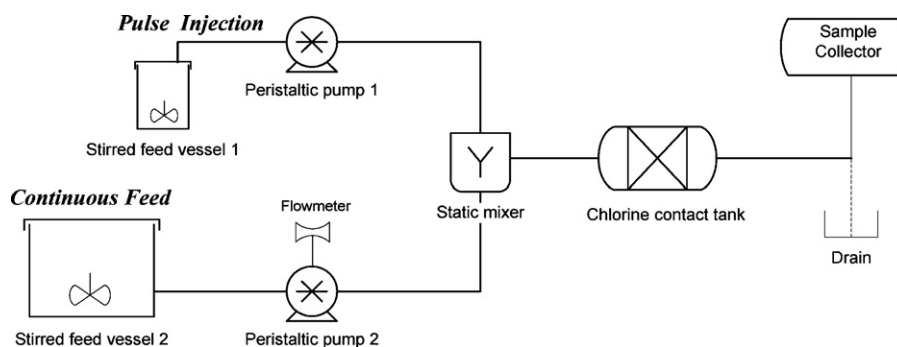 Pulse Injection
Peristaltic pump 1
Stirred feed vessel 1
Sample
Collector
Continuous Feed
Flowmeter
Static mixer
Chlorine contact tank
Drain
Stirred feed vessel 2
Peristaltic pump 2